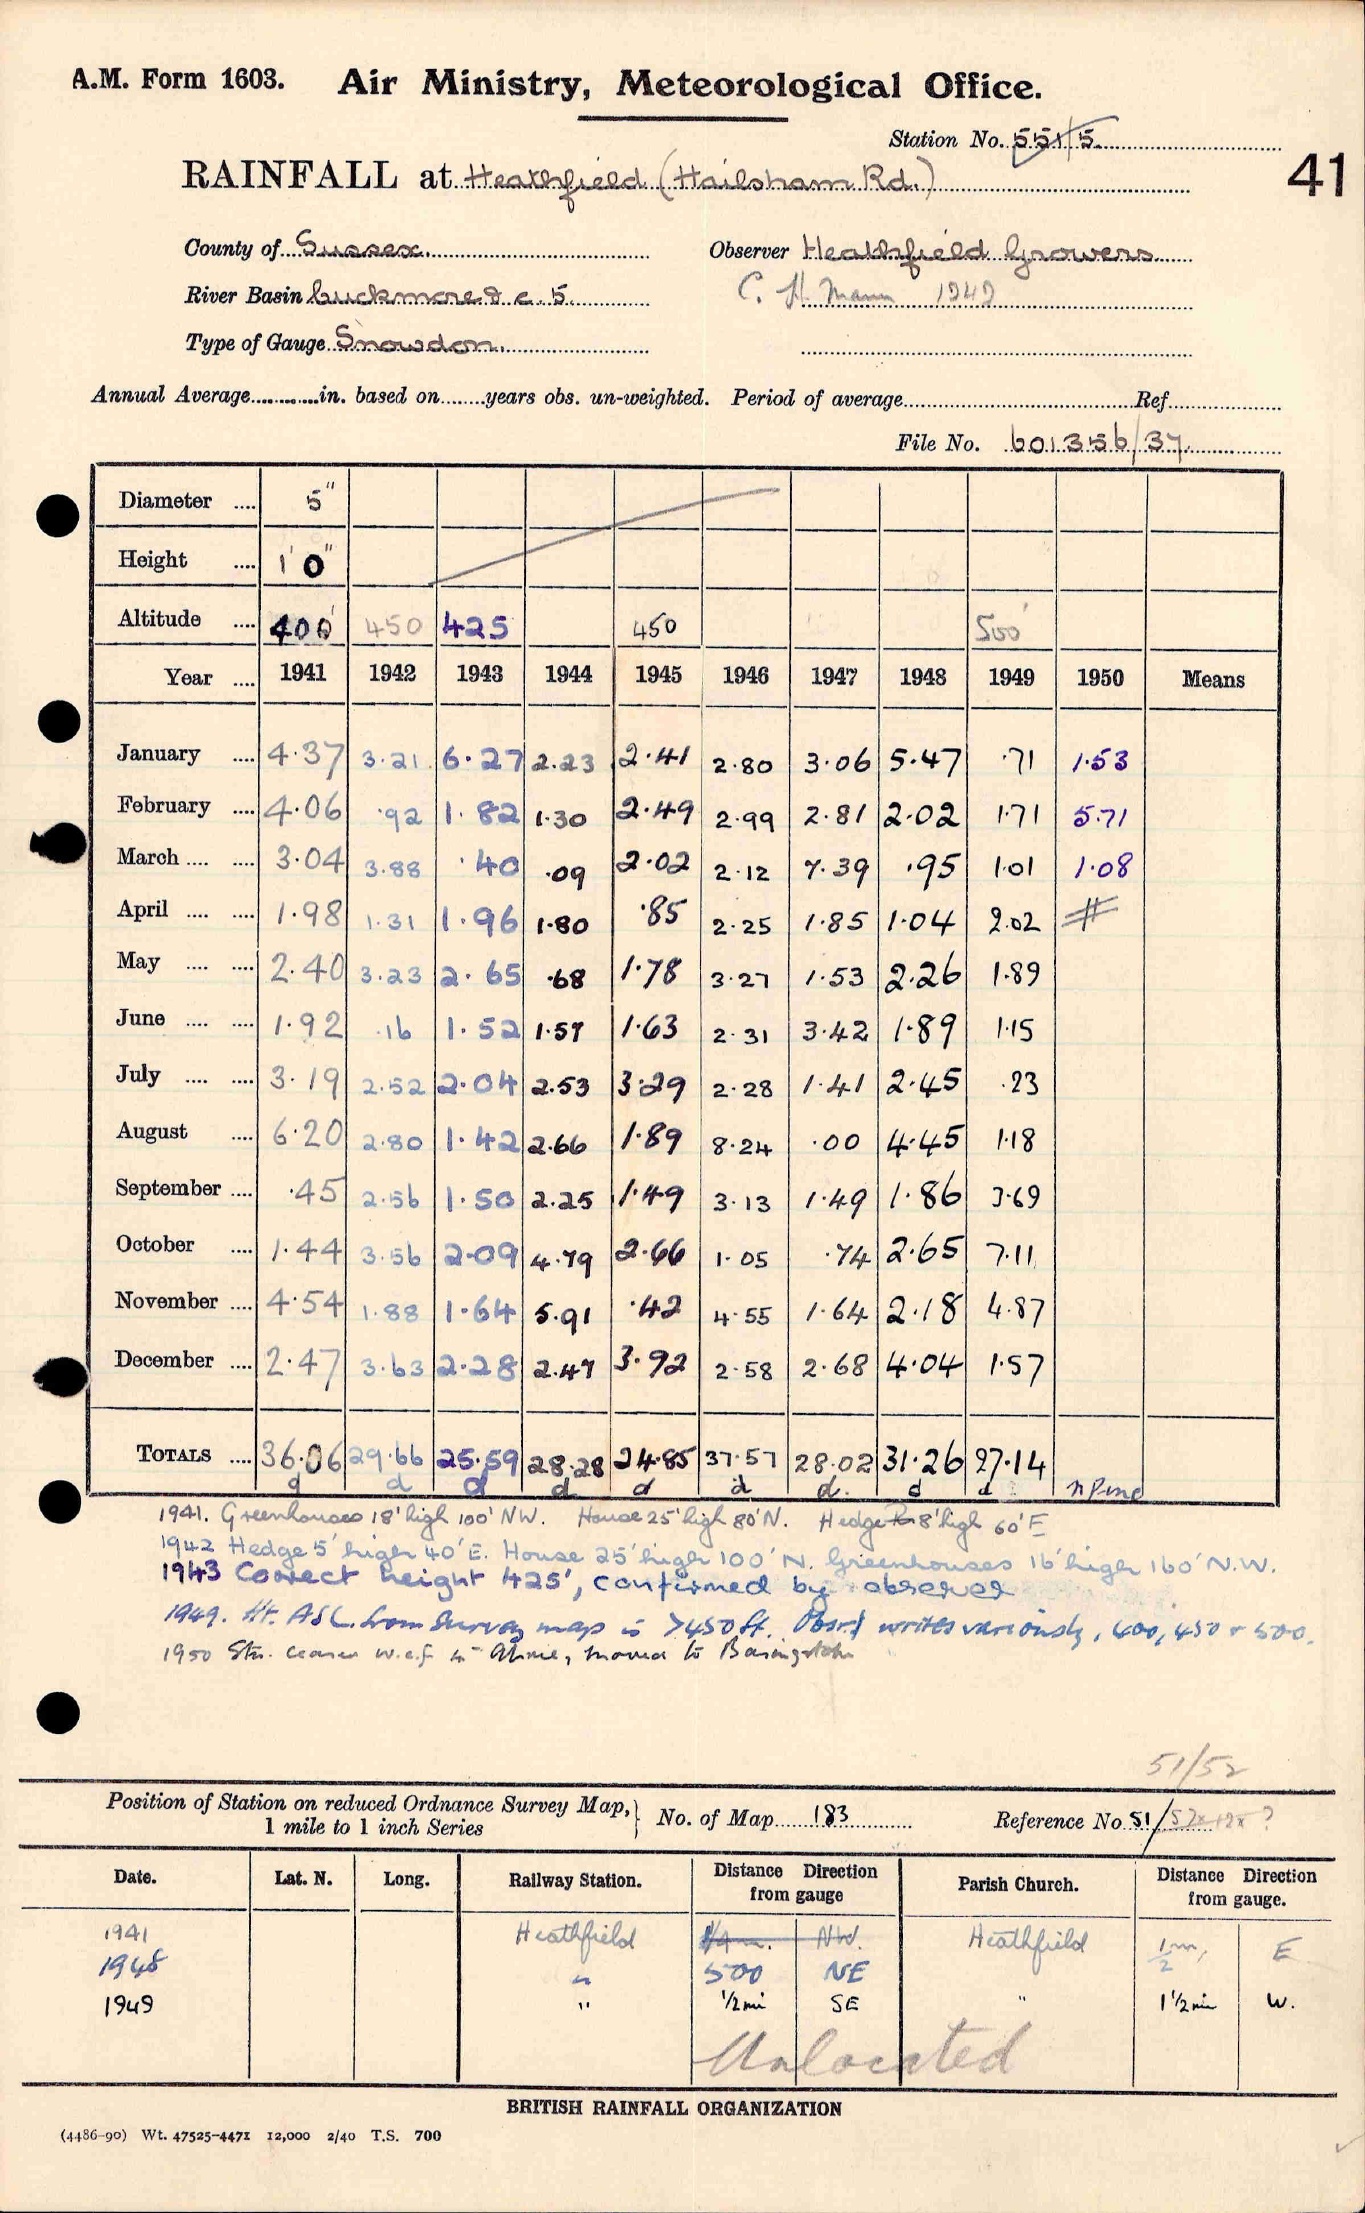 A.M. Form 1603. Air Ministry, Meteorological Office.
Station No. 551/5.
41
RAINFALL at Heathfield (Hailsham Rd.)
County of Sussex. Observer Heathfield Growers
River Basin Cuckmere & c. 5. C. H. Mann 1949
Type of Gauge Snowdon.
Annual Average..........in. based on.......years obs. un-weighted. Period of average.......... Ref..........
File No. 601356/37
Diameter .... 5"
Height .... 1' 0"
Altitude .... 400' 450 425 450 500'
Year .... 1941 1942 1943 1944 1945 1946 1947 1948 1949 1950 Means
January .... 4.37 3.21 6.27 2.23 2.41 2.80 3.06 5.47 .71 1.53
February .... 4.06 .92 1.82 1.30 2.49 2.99 2.81 2.02 1.71 5.71
March .... .... 3.04 3.88 .40 .09 2.02 2.12 7.39 .95 1.01 1.08
April .... .... 1.98 1.31 1.96 1.80 .85 2.25 1.85 1.04 2.02
May .... .... 2.40 3.23 2.65 .68 1.78 3.27 1.53 2.26 1.89
June .... .... 1.92 .16 1.52 1.57 1.63 2.31 3.42 1.89 1.15
July .... .... 3.19 2.52 2.04 2.53 3.29 2.28 1.41 2.45 .23
August .... 6.20 2.80 1.42 2.66 1.89 8.24 .00 4.45 1.18
September .... .45 2.56 1.50 2.25 1.49 3.13 1.49 1.86 3.69
October .... 1.44 3.56 2.09 4.79 2.66 1.05 .74 2.65 7.11
November .... 4.54 1.88 1.64 5.91 .42 4.55 1.64 2.18 4.87
December .... 2.47 3.63 2.28 2.47 3.92 2.58 2.68 4.04 1.57
TOTALS .... 36.06 29.66 25.59 28.28 24.85 37.57 28.02 31.26 27.14
d d d d d d d. d d
1941. Greenhouses 18' high 100' NW. House 25' high 80' N. Hedge 8' high 60' E
1942 Hedge 5' high 40' E. House 25' high 100' N. Greenhouses 16' high 160' N.W.
1943 Correct height 425', confirmed by observer
1949. Ht. ASL from survey map is >450 ft. Obsr. writes variously, 400, 450 & 500.
1950 Stn. ceases w.e.f. moved to Basingstoke
51/52
Position of Station on reduced Ordnance Survey Map, 1 mile to 1 inch Series } No. of Map 183 Reference No 51/
Date. Lat. N. Long. Railway Station. Distance from gauge Direction Parish Church. Distance from gauge. Direction
1941 Heathfield 1/4 m. NW. Heathfield 1/2 m, E
1948 " 500 NE
1949 " 1/2 mi SE " 1 1/2 mi W.
Unlocated
BRITISH RAINFALL ORGANIZATION
(4486-90) Wt. 47525-4471 12,000 2/40 T.S. 700